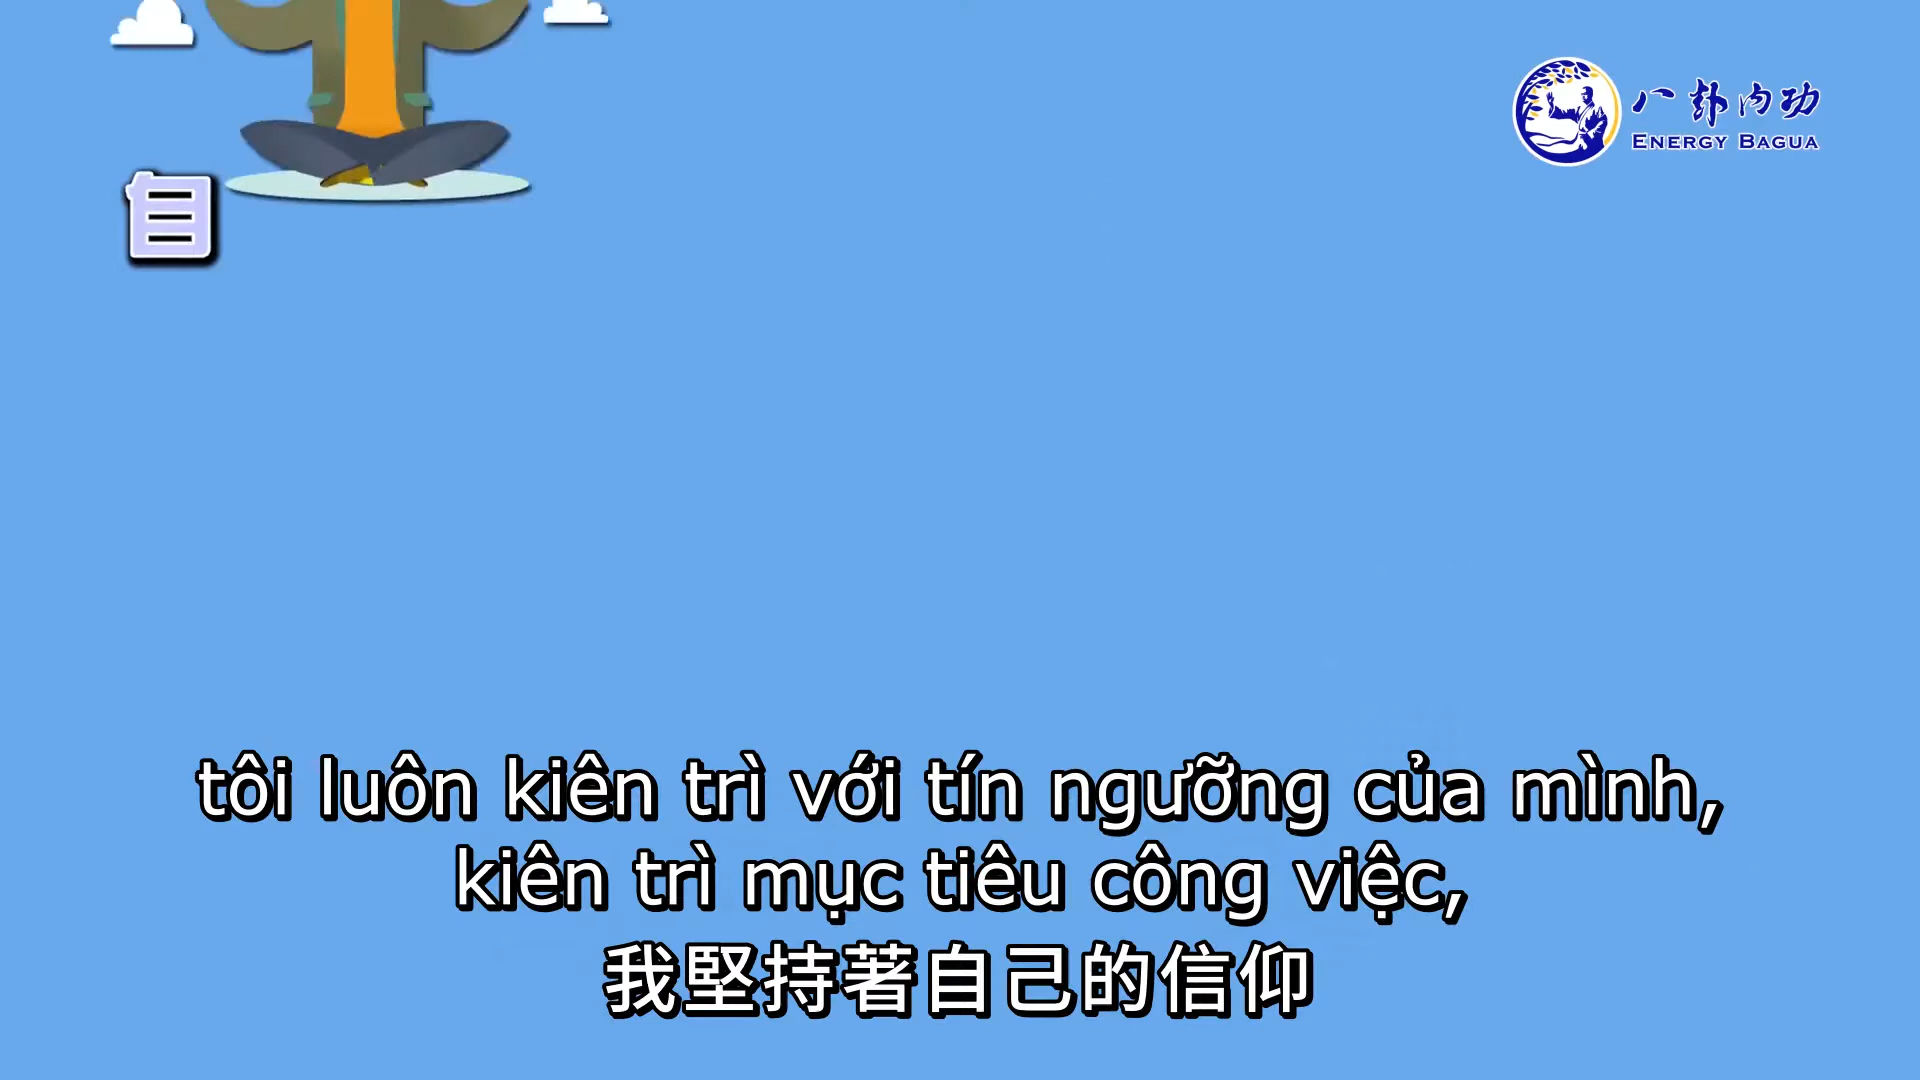 八卦内功
ENERGY BAGUA
自
tôi luôn kiên trì với tín ngưỡng của mình,
kiên trì mục tiêu công việc,
我堅持著自己的信仰